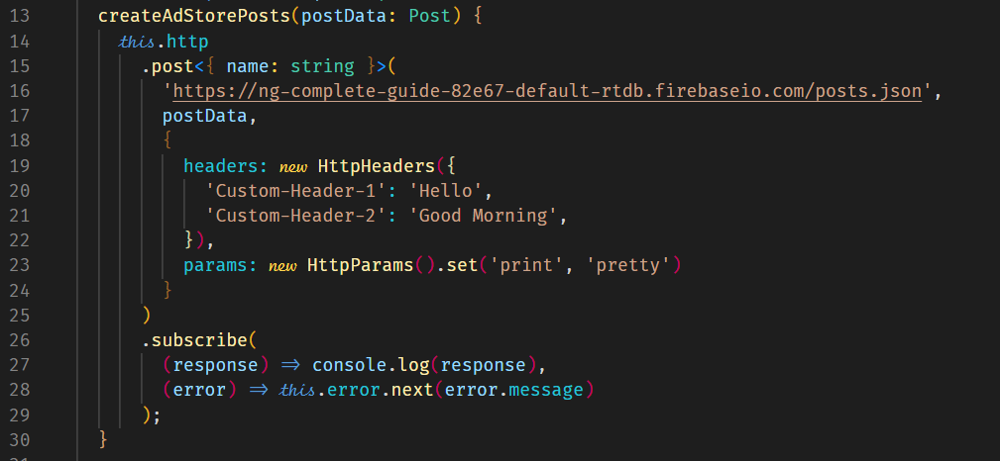 13 createAdStorePosts(postData: Post) {
14 this.http
15 .post<{ name: string }>(
16 'https://ng-complete-guide-82e67-default-rtdb.firebaseio.com/posts.json',
17 postData,
18 {
19 headers: new HttpHeaders({
20 'Custom-Header-1': 'Hello',
21 'Custom-Header-2': 'Good Morning',
22 }),
23 params: new HttpParams().set('print', 'pretty')
24 }
25 )
26 .subscribe(
27 (response) => console.log(response),
28 (error) => this.error.next(error.message)
29 );
30 }